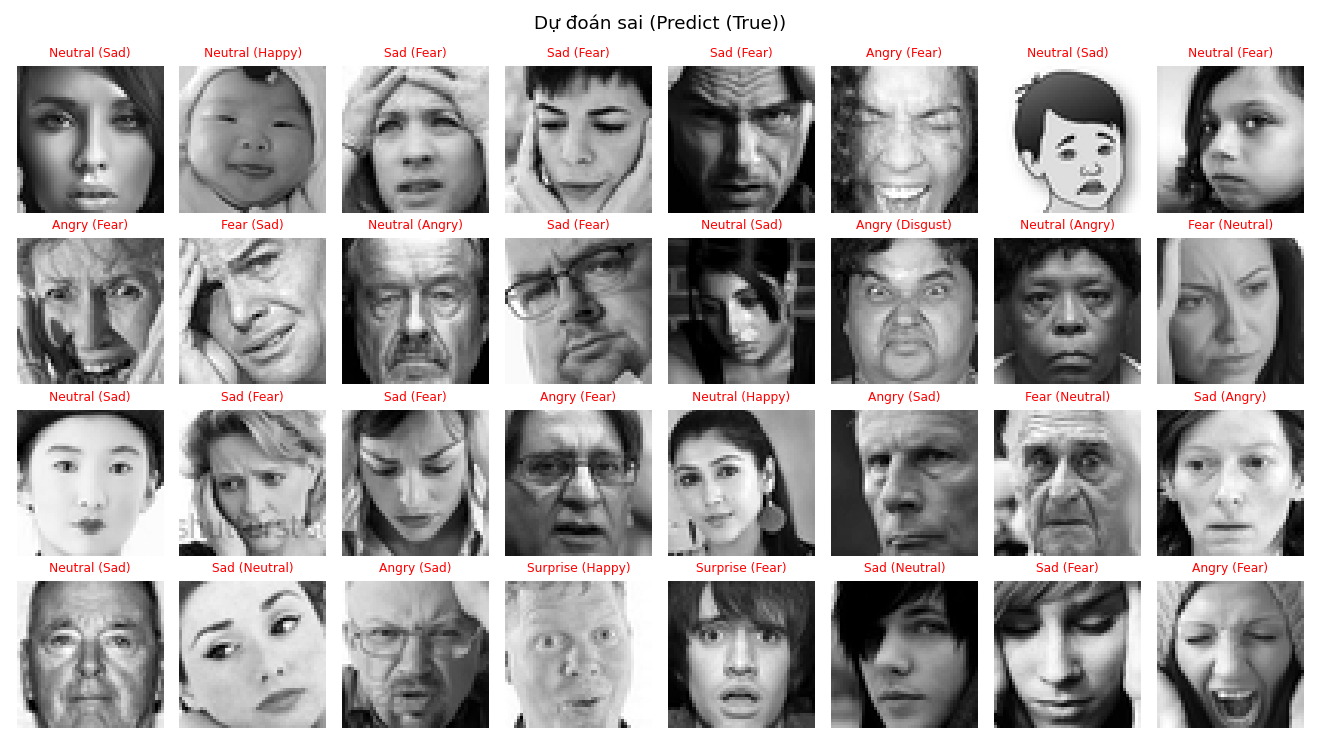 Dự đoán sai (Predict (True))
Neutral (Sad) Neutral (Happy) Sad (Fear) Sad (Fear) Sad (Fear) Angry (Fear) Neutral (Sad) Neutral (Fear)
Angry (Fear) Fear (Sad) Neutral (Angry) Sad (Fear) Neutral (Sad) Angry (Disgust) Neutral (Angry) Fear (Neutral)
Neutral (Sad) Sad (Fear) Sad (Fear) Angry (Fear) Neutral (Happy) Angry (Sad) Fear (Neutral) Sad (Angry)
shutterst
Neutral (Sad) Sad (Neutral) Angry (Sad) Surprise (Happy) Surprise (Fear) Sad (Neutral) Sad (Fear) Angry (Fear)